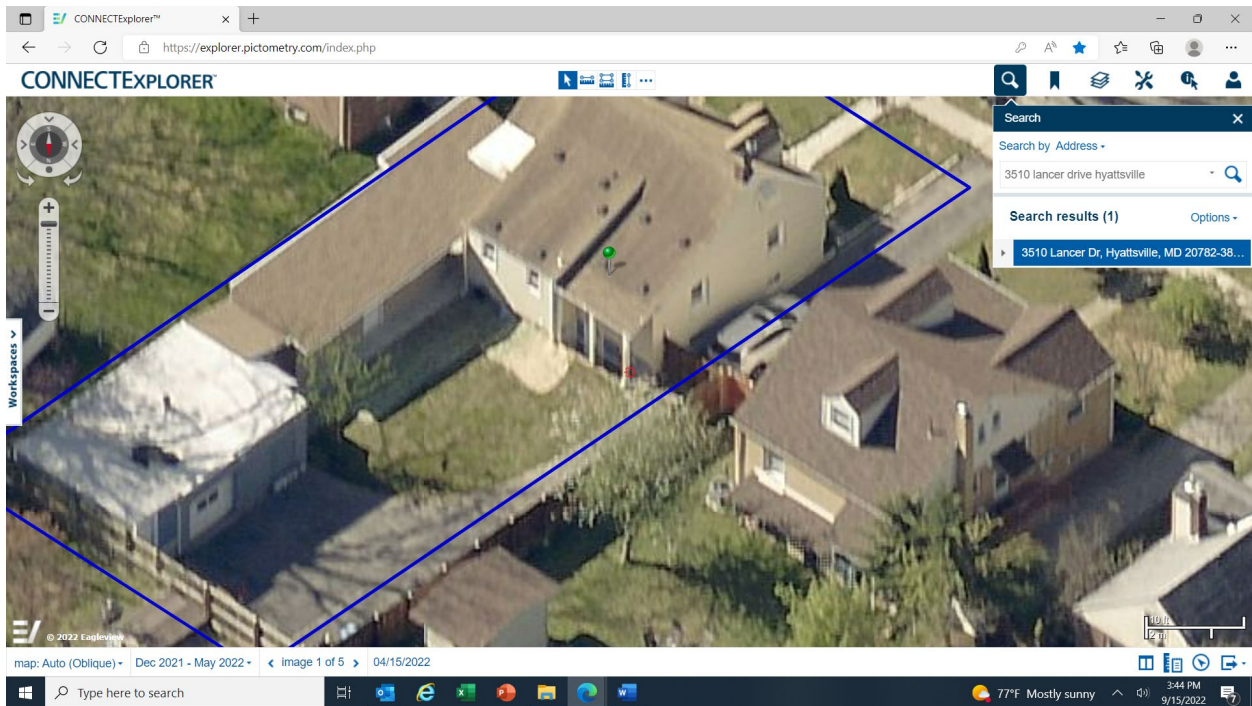 CONNECTExplorer™
https://explorer.pictometry.com/index.php
CONNECTEXPLORER™
Search
Search by Address
3510 lancer drive hyattsville
Search results (1)
Options
3510 Lancer Dr, Hyattsville, MD 20782-38...
Workspaces
© 2022 Eagleview
10 ft
2 m
map: Auto (Oblique) Dec 2021 - May 2022 image 1 of 5 04/15/2022
Type here to search
77°F Mostly sunny
3:44 PM
9/15/2022
7